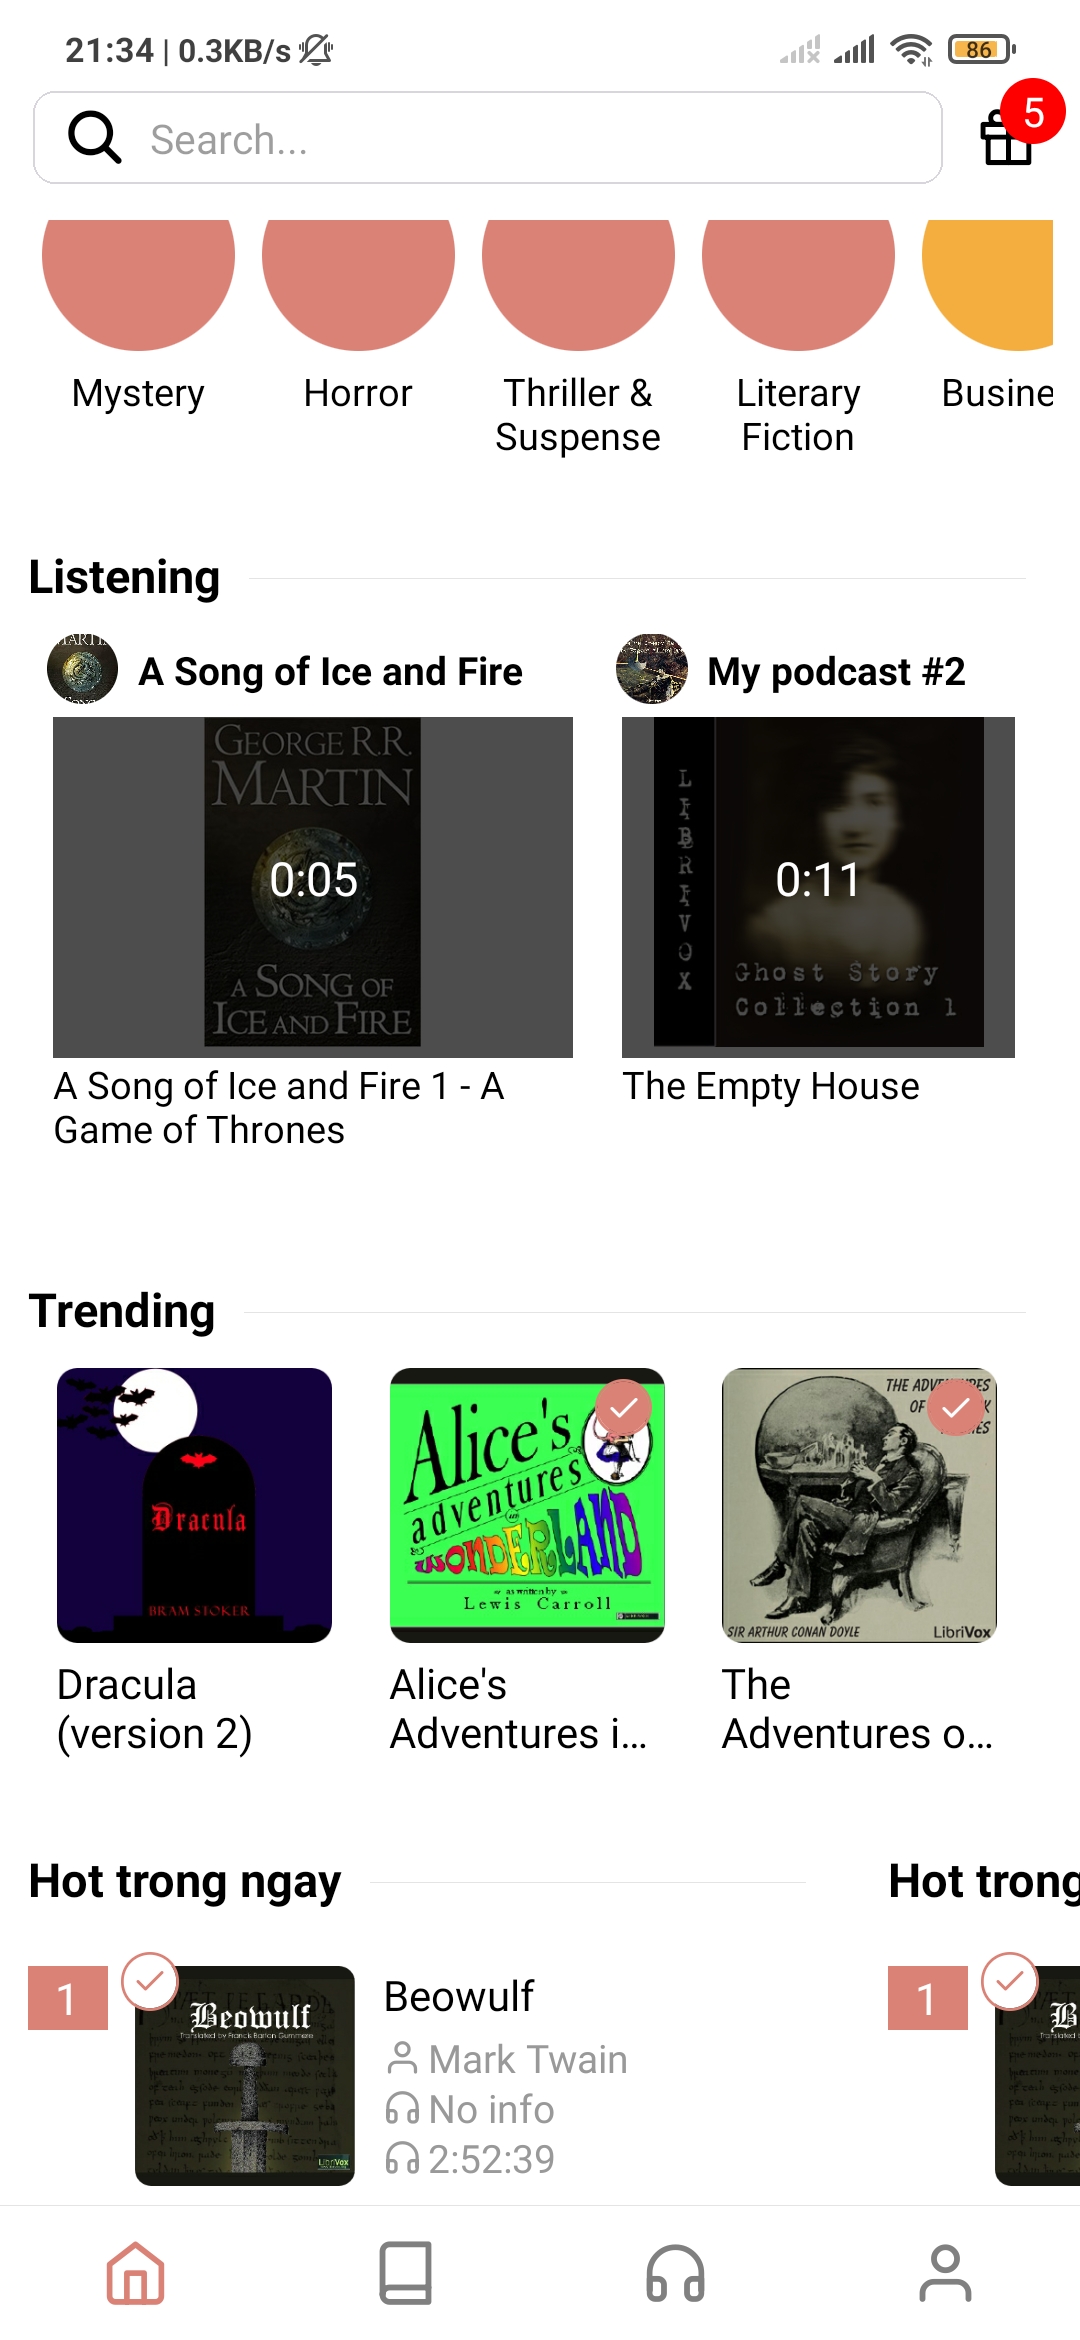 21:34 | 0.3KB/s
86
Search...
5
Mystery
Horror
Thriller &
Suspense
Literary
Fiction
Busine
Listening
A Song of Ice and Fire
GEORGE R.R.
MARTIN
0:05
A SONG OF
ICE AND FIRE
A Song of Ice and Fire 1 - A
Game of Thrones
My podcast #2
LIBRIVOX
0:11
Ghost Story
Collection 1
The Empty House
Trending
Dracula
BRAM STOKER
Dracula
(version 2)
Alice's
adventures
in
WONDERLAND
as written by
Lewis Carroll
Alice's
Adventures i...
THE ADVENTURES
OF
SIR ARTHUR CONAN DOYLE
LibriVox
The
Adventures o...
Hot trong ngay
1
Beowulf
Translated by Francis Barton Gummere
LibriVox
Beowulf
Mark Twain
No info
2:52:39
Hot trong
1